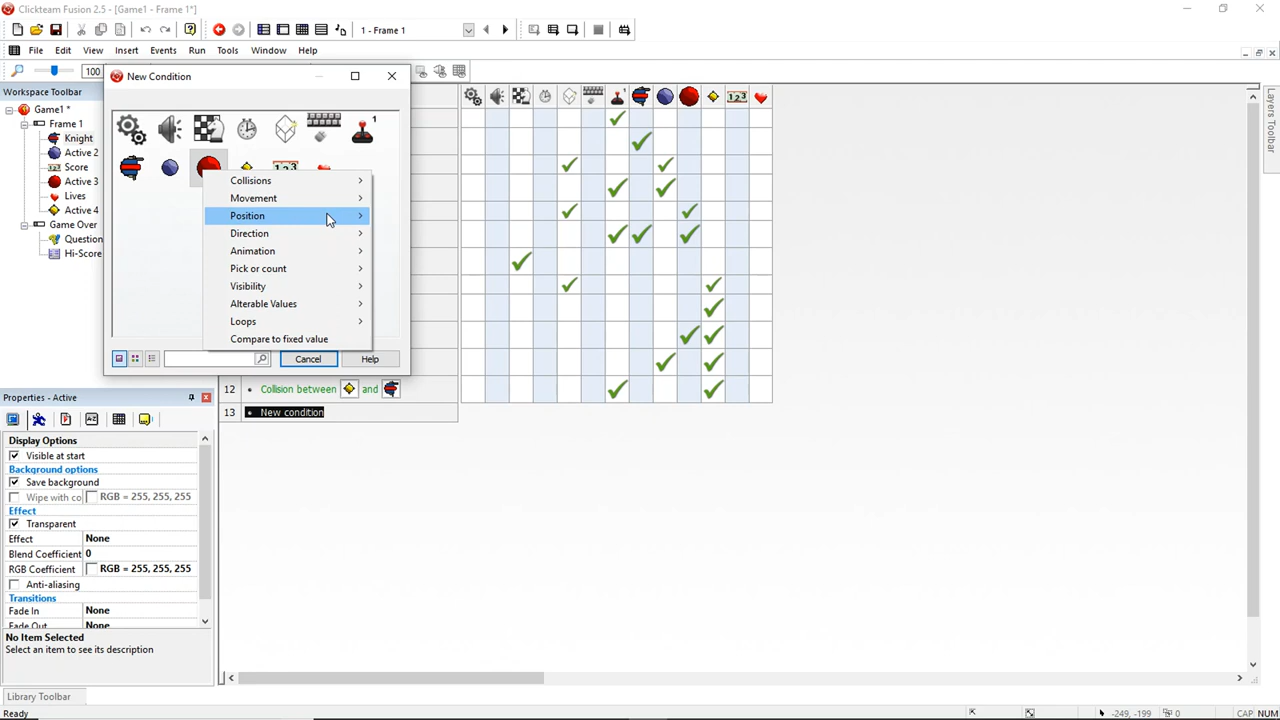 Clickteam Fusion 2.5 - [Game1 - Frame 1*]
1 - Frame 1
File Edit View Insert Events Run Tools Window Help
100
New Condition
Workspace Toolbar
Game1 *
Frame 1
Knight
Active 2
Score
Active 3
Lives
Active 4
Game Over
Question
Hi-Score
1
Collisions
Movement
Position
Direction
Animation
Pick or count
Visibility
Alterable Values
Loops
Compare to fixed value
Cancel
Help
12 • Collision between and
13 • New condition
Layers Toolbar
Properties - Active
Display Options
Visible at start
Background options
Save background
Wipe with co RGB = 255, 255, 255
Effect
Transparent
Effect None
Blend Coefficient 0
RGB Coefficient RGB = 255, 255, 255
Anti-aliasing
Transitions
Fade In None
Fade Out None
No Item Selected
Select an item to see its description
Library Toolbar
Ready
-249, -199
0
CAP NUM